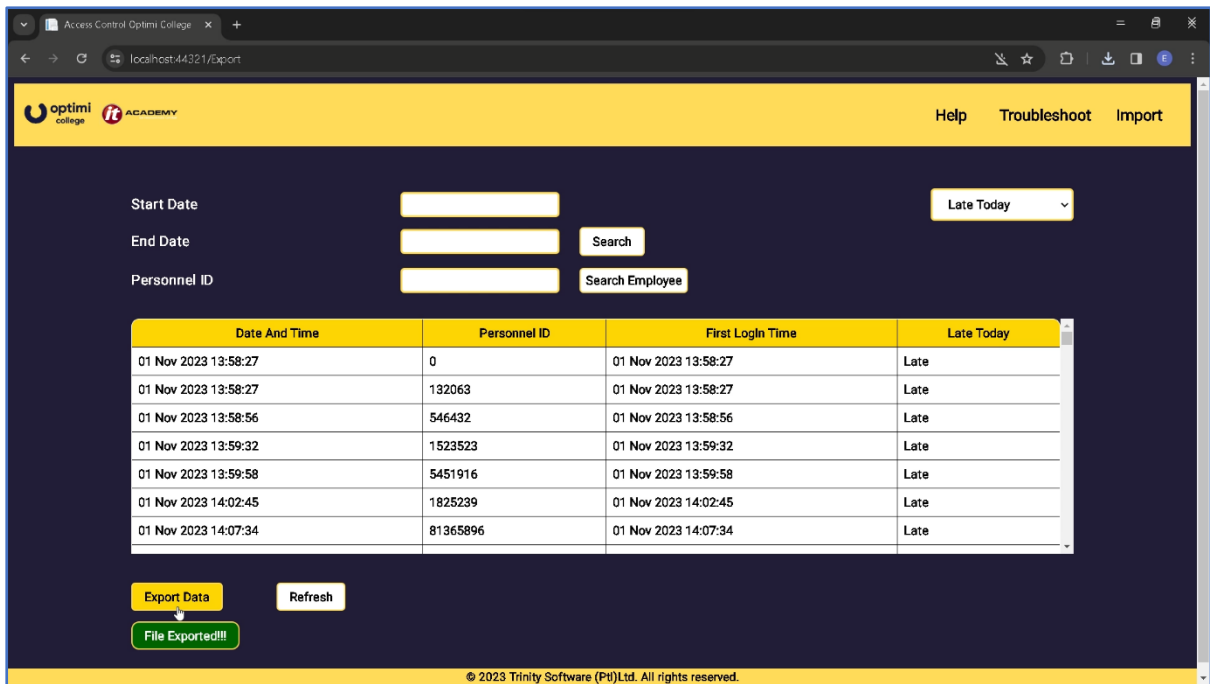 Access Control Optimi College
localhost:44321/Export
E
optimi
college
it ACADEMY
Help Troubleshoot Import
Start Date
Late Today
End Date
Search
Personnel ID
Search Employee
Date And Time Personnel ID First LogIn Time Late Today
01 Nov 2023 13:58:27 0 01 Nov 2023 13:58:27 Late
01 Nov 2023 13:58:27 132063 01 Nov 2023 13:58:27 Late
01 Nov 2023 13:58:56 546432 01 Nov 2023 13:58:56 Late
01 Nov 2023 13:59:32 1523523 01 Nov 2023 13:59:32 Late
01 Nov 2023 13:59:58 5451916 01 Nov 2023 13:59:58 Late
01 Nov 2023 14:02:45 1825239 01 Nov 2023 14:02:45 Late
01 Nov 2023 14:07:34 81365896 01 Nov 2023 14:07:34 Late
Export Data Refresh
File Exported!!!
© 2023 Trinity Software (Ptl)Ltd. All rights reserved.